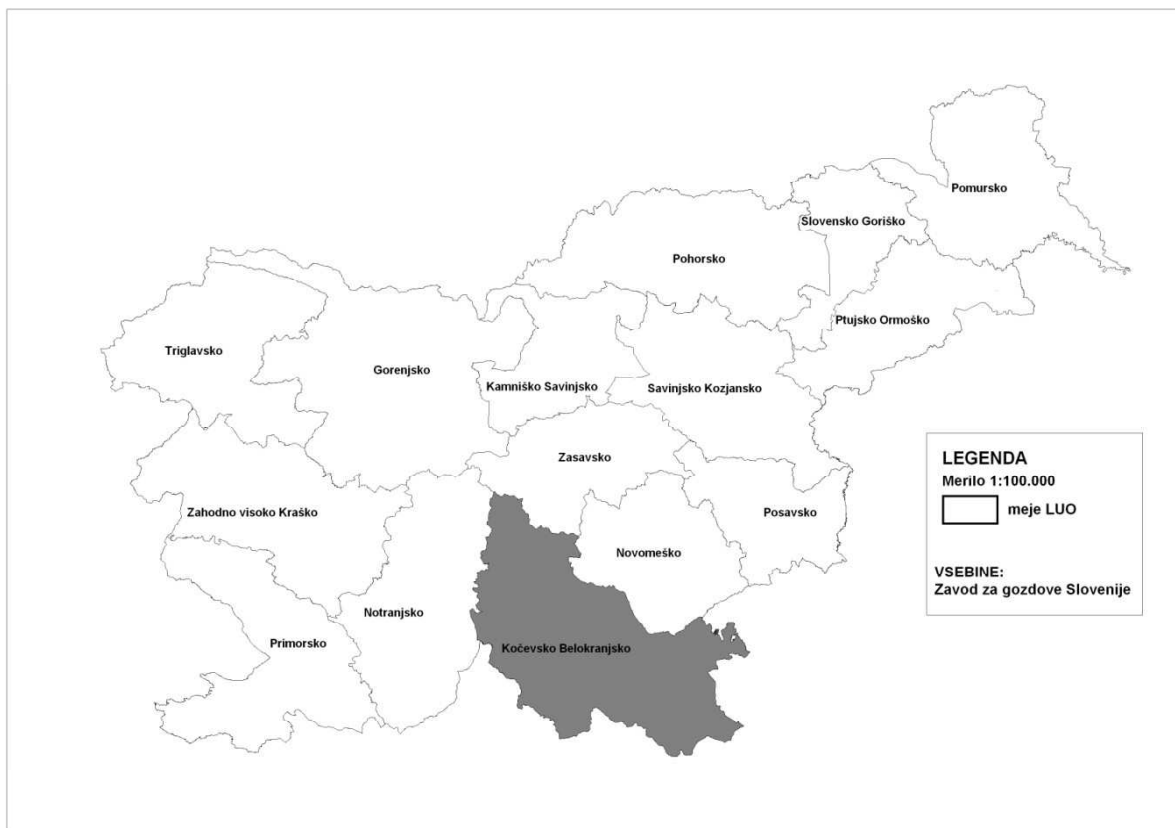 Pomursko
Slovensko Goriško
Pohorsko
Ptujsko Ormoško
Triglavsko
Gorenjsko
Kamniško Savinjsko
Savinjsko Kozjansko
Zasavsko
Zahodno visoko Kraško
Posavsko
Novomeško
Notranjsko
Primorsko
Kočevsko Belokranjsko
LEGENDA
Merilo 1:100.000
meje LUO
VSEBINE:
Zavod za gozdove Slovenije